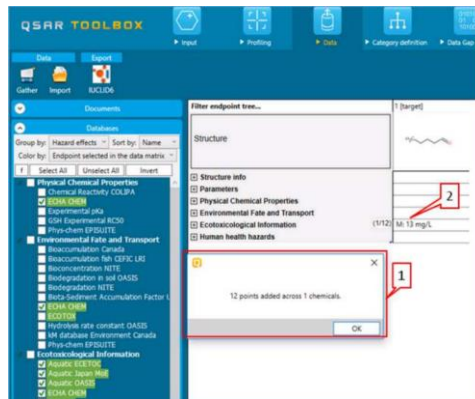 QSAR TOOLBOX
Input
Profiling
Data
Category definition
Data Gap
Data
Export
Gather
Import
IUCLID6
Documents
Databases
Group by: Hazard effects Sort by: Name
Color by: Endpoint selected in the data matrix
f Select All Unselect All Invert
Physical Chemical Properties
Chemical Reactivity COLIPA
ECHA CHEM
Experimental pKa
GSH Experimental RC50
Phys-chem EPISUITE
Environmental Fate and Transport
Bioaccumulation Canada
Bioaccumulation fish CEFIC LRI
Bioconcentration NITE
Biodegradation in soil OASIS
Biodegradation NITE
Biota-Sediment Accumulation Factor
ECHA CHEM
ECOTOX
Hydrolysis rate constant OASIS
kM database Environment Canada
Phys-chem EPISUITE
Ecotoxicological Information
Aquatic ECETOC
Aquatic Japan MoE
Aquatic OASIS
ECHA CHEM
Filter endpoint tree...
1 [target]
Structure
Structure info
Parameters
Physical Chemical Properties
Environmental Fate and Transport
Ecotoxicological Information (1/12) M: 13 mg/L
Human health hazards
2
1
12 points added across 1 chemicals.
OK